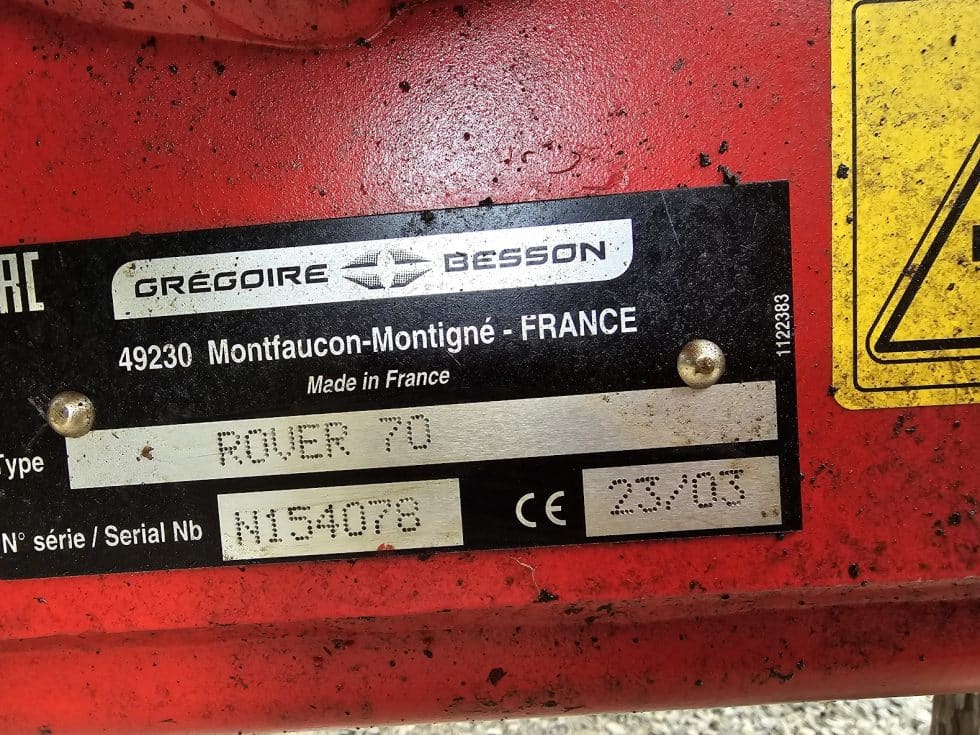 GRÉGOIRE BESSON
49230 Montfaucon-Montigné - FRANCE
Made in France
1122383
Type ROVER 70
N° série / Serial Nb N154078 CE 23/03